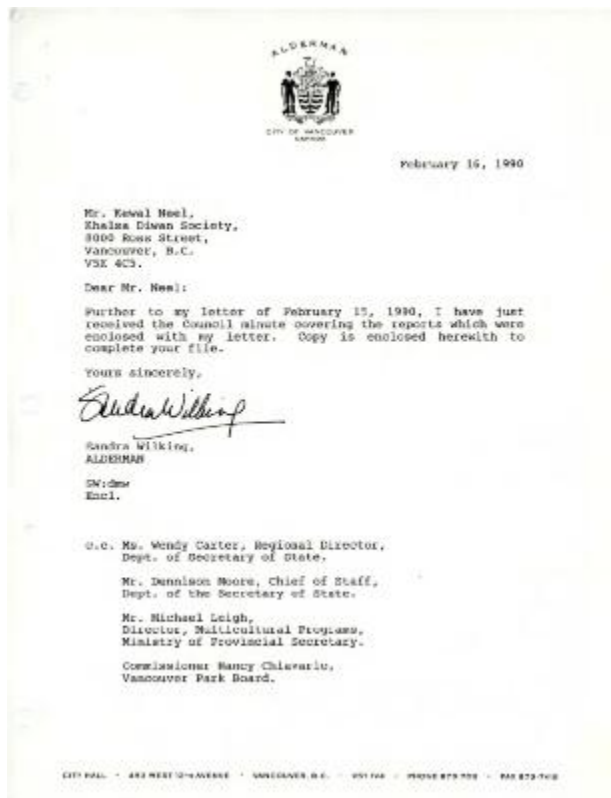 ALDERMAN
CITY OF VANCOUVER
CANADA
February 16, 1990
Mr. Kewal Neel,
Khalsa Diwan Society,
8000 Ross Street,
Vancouver, B.C.
V5X 4C5.
Dear Mr. Neel:
Further to my letter of February 15, 1990, I have just
received the Council minute covering the reports which were
enclosed with my letter. Copy is enclosed herewith to
complete your file.
Yours sincerely,
Sandra Wilking
Sandra Wilking,
ALDERMAN
SW:dmw
Encl.
c.c. Ms. Wendy Carter, Regional Director,
Dept. of Secretary of State.
Mr. Dennison Moore, Chief of Staff,
Dept. of the Secretary of State.
Mr. Michael Leigh,
Director, Multicultural Programs,
Ministry of Provincial Secretary.
Commissioner Nancy Chiavario,
Vancouver Park Board.
CITY HALL · 453 WEST 12TH AVENUE · VANCOUVER, B.C. · PHONE · FAX